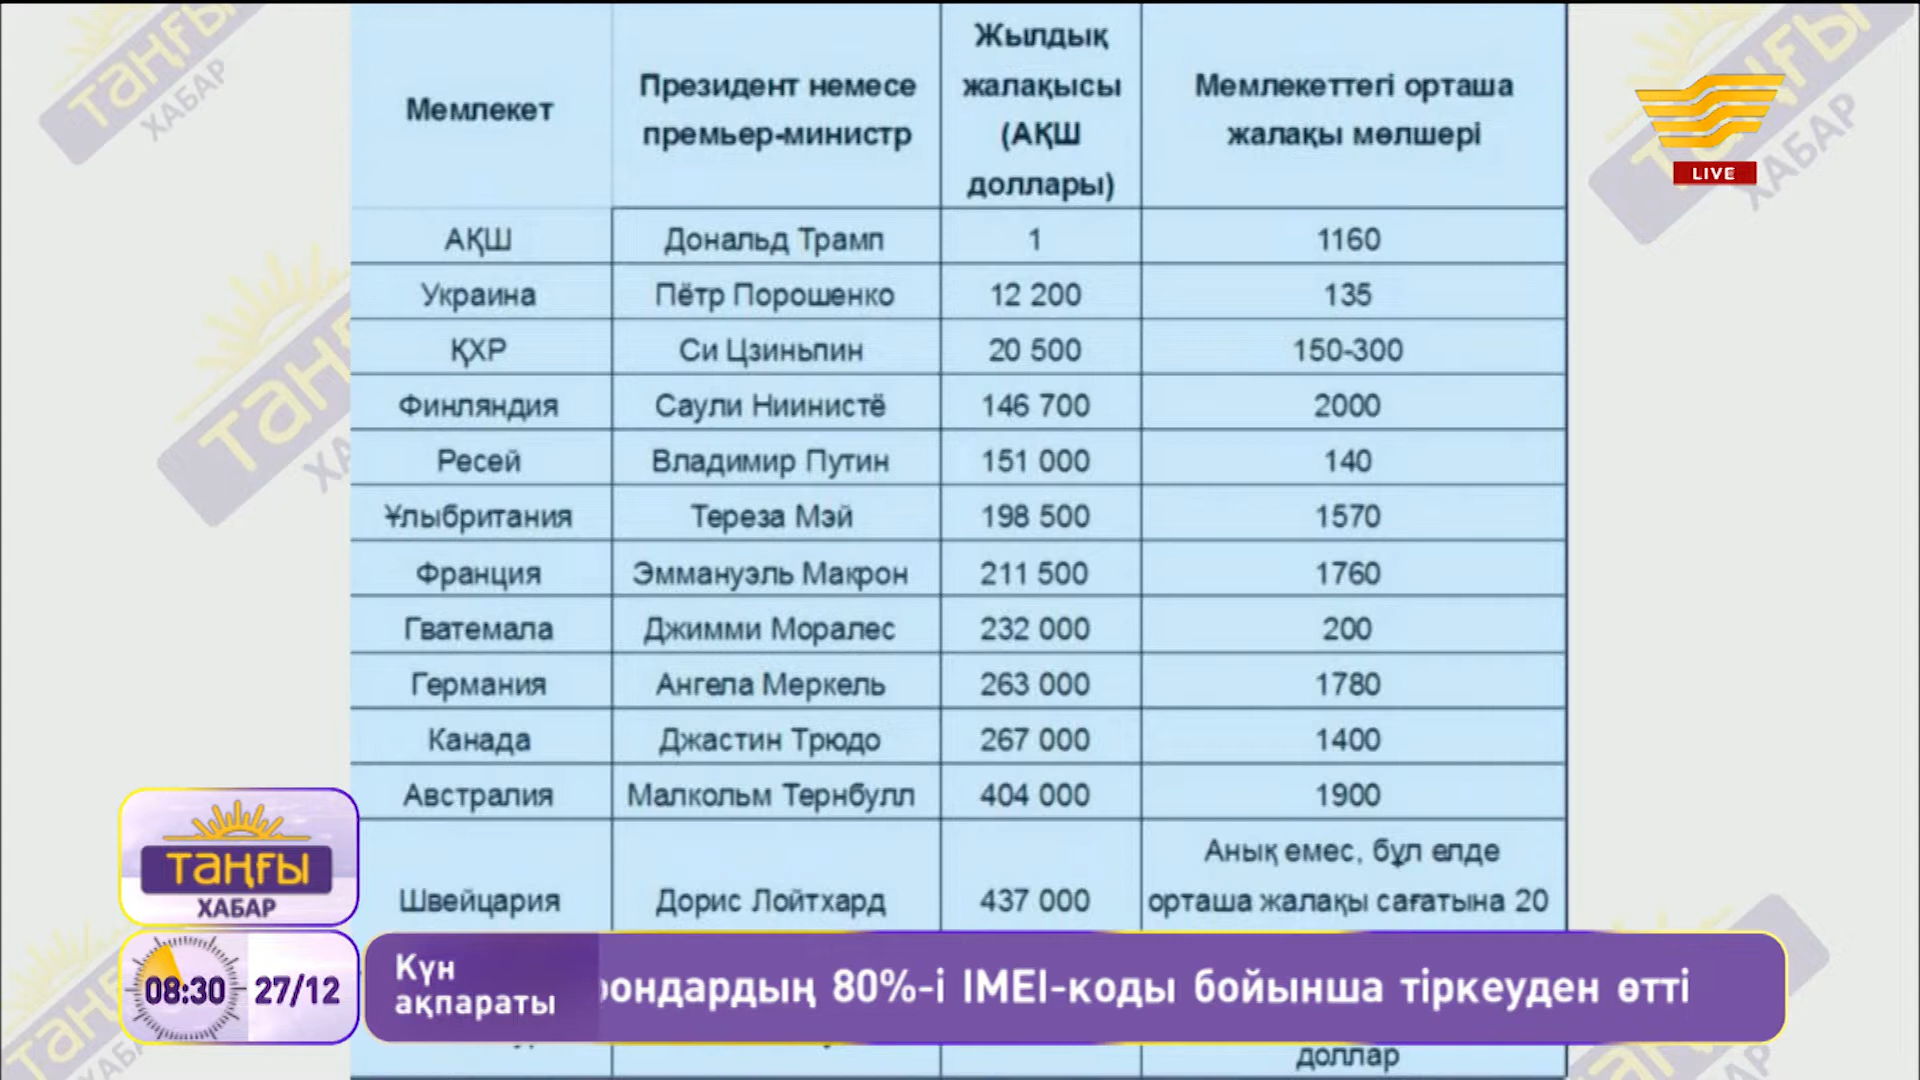 Мемлекет
Президент немесе
премьер-министр
Жылдық
жалақысы
(АҚШ
доллары)
Мемлекеттегі орташа
жалақы мөлшері
АҚШ Дональд Трамп 1 1160
Украина Пётр Порошенко 12 200 135
ҚХР Си Цзиньпин 20 500 150-300
Финляндия Саули Ниинистё 146 700 2000
Ресей Владимир Путин 151 000 140
Ұлыбритания Тереза Мэй 198 500 1570
Франция Эммануэль Макрон 211 500 1760
Гватемала Джимми Моралес 232 000 200
Германия Ангела Меркель 263 000 1780
Канада Джастин Трюдо 267 000 1400
Австралия Малкольм Тернбулл 404 000 1900
Швейцария Дорис Лойтхард 437 000
Анық емес, бұл елде
орташа жалақы сағатына 20
доллар
LIVE
таңғы
ХАБАР
08:30 27/12
Күн
ақпараты
80%-і IMEI-коды бойынша тіркеуден өтті
таңғы
ХАБАР